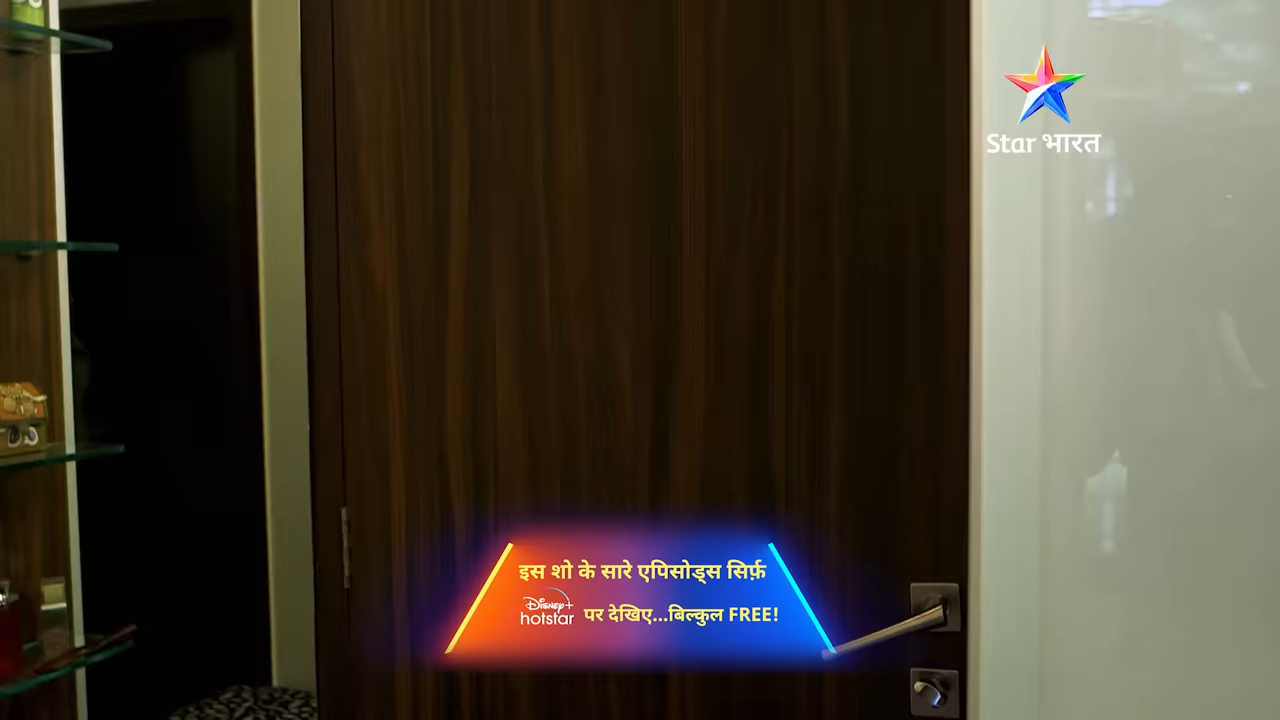 Star भारत
इस शो के सारे एपिसोड्स सिर्फ़
Disney+ hotstar पर देखिए...बिल्कुल FREE!